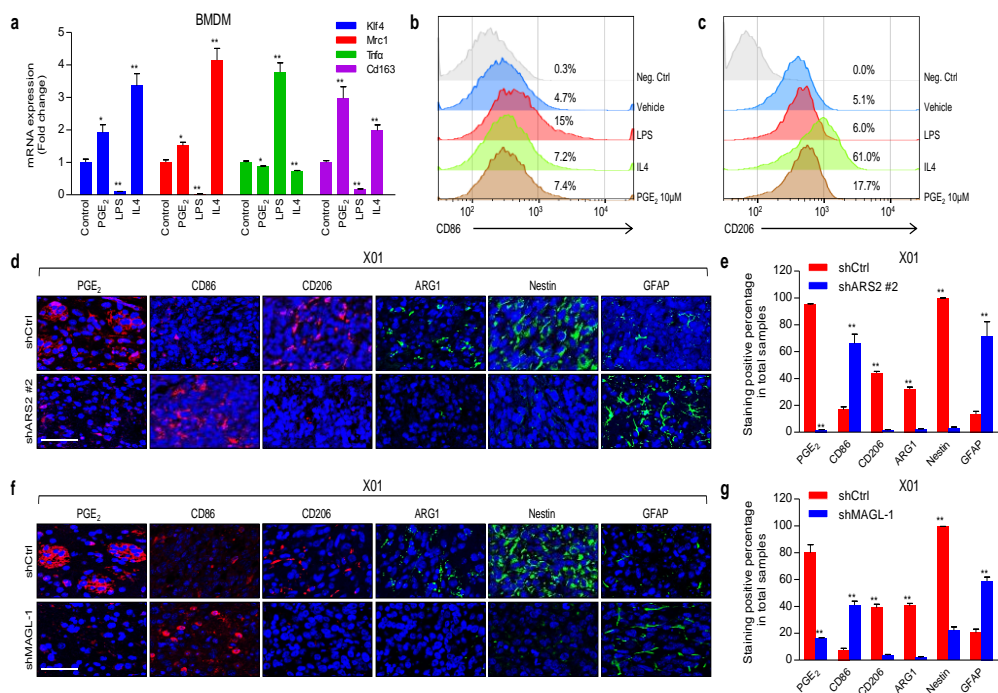 a
BMDM
mRNA expression
(Fold change)
5
4
3
2
1
0
Klf4
Mrc1
Tnfα
Cd163
**
*
**
**
*
**
**
*
**
**
**
**
**
Control
PGE2
LPS
IL4
Control
PGE2
LPS
IL4
Control
PGE2
LPS
IL4
Control
PGE2
LPS
IL4
b
0.3%
Neg. Ctrl
4.7%
Vehicle
15%
LPS
7.2%
IL4
7.4%
PGE2 10μM
10² 10³ 10⁴
CD86
c
0.0%
Neg. Ctrl
5.1%
Vehicle
6.0%
LPS
61.0%
IL4
17.7%
PGE2 10μM
10² 10³ 10⁴
CD206
d
X01
PGE2 CD86 CD206 ARG1 Nestin GFAP
shCtrl
shARS2 #2
e
X01
shCtrl
shARS2 #2
Staining positive percentage
in total samples
120
100
80
60
40
20
0
**
**
**
**
**
**
PGE2 CD86 CD206 ARG1 Nestin GFAP
f
X01
PGE2 CD86 CD206 ARG1 Nestin GFAP
shCtrl
shMAGL-1
g
X01
shCtrl
shMAGL-1
Staining positive percentage
in total samples
120
100
80
60
40
20
0
**
**
**
**
**
**
PGE2 CD86 CD206 ARG1 Nestin GFAP